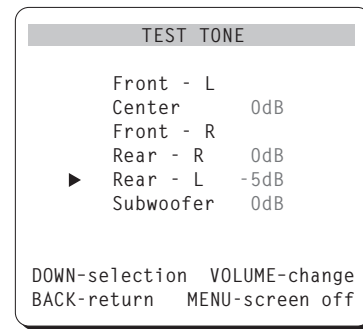 TEST TONE
Front - L
Center 0dB
Front - R
Rear - R 0dB
▶ Rear - L -5dB
Subwoofer 0dB
DOWN-selection VOLUME-change
BACK-return MENU-screen off